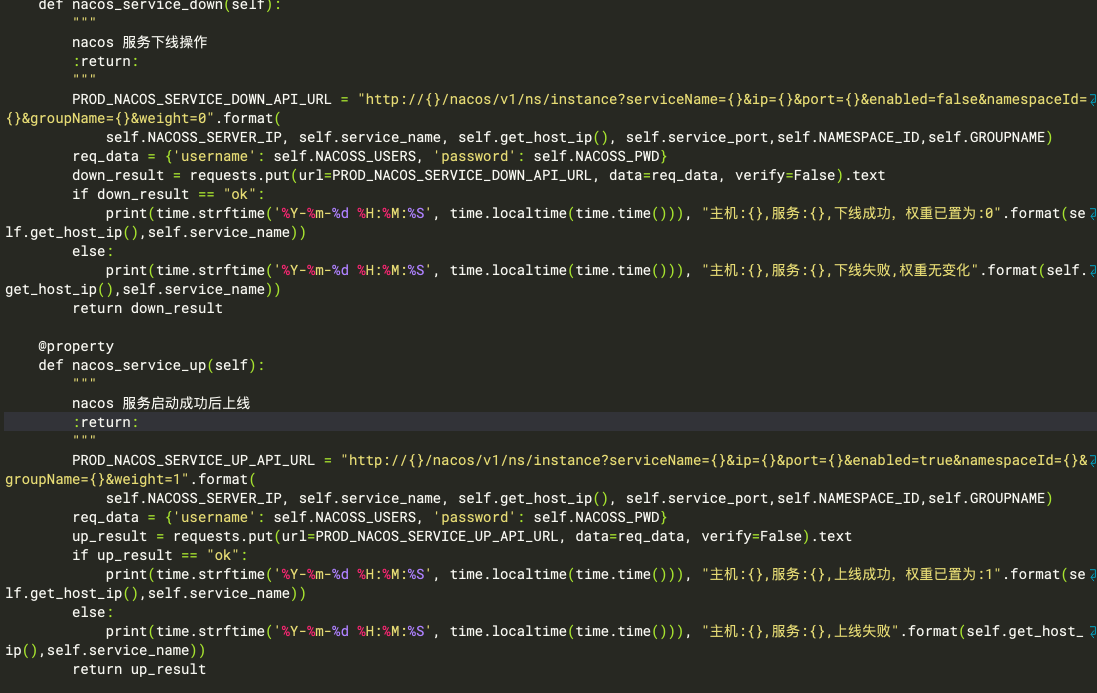 def nacos_service_down(self):
        """
        nacos 服务下线操作
        :return:
        """
        PROD_NACOS_SERVICE_DOWN_API_URL = "http://{}/nacos/v1/ns/instance?serviceName={}&ip={}&port={}&enabled=false&namespaceId=
{}&groupName={}&weight=0".format(
            self.NACOSS_SERVER_IP, self.service_name, self.get_host_ip(), self.service_port,self.NAMESPACE_ID,self.GROUPNAME)
        req_data = {'username': self.NACOSS_USERS, 'password': self.NACOSS_PWD}
        down_result = requests.put(url=PROD_NACOS_SERVICE_DOWN_API_URL, data=req_data, verify=False).text
        if down_result == "ok":
            print(time.strftime('%Y-%m-%d %H:%M:%S', time.localtime(time.time())), "主机:{},服务:{},下线成功，权重已置为:0".format(se
lf.get_host_ip(),self.service_name))
        else:
            print(time.strftime('%Y-%m-%d %H:%M:%S', time.localtime(time.time())), "主机:{},服务:{},下线失败,权重无变化".format(self.
get_host_ip(),self.service_name))
        return down_result

    @property
    def nacos_service_up(self):
        """
        nacos 服务启动成功后上线
        :return:
        """
        PROD_NACOS_SERVICE_UP_API_URL = "http://{}/nacos/v1/ns/instance?serviceName={}&ip={}&port={}&enabled=true&namespaceId={}&
groupName={}&weight=1".format(
            self.NACOSS_SERVER_IP, self.service_name, self.get_host_ip(), self.service_port,self.NAMESPACE_ID,self.GROUPNAME)
        req_data = {'username': self.NACOSS_USERS, 'password': self.NACOSS_PWD}
        up_result = requests.put(url=PROD_NACOS_SERVICE_UP_API_URL, data=req_data, verify=False).text
        if up_result == "ok":
            print(time.strftime('%Y-%m-%d %H:%M:%S', time.localtime(time.time())), "主机:{},服务:{},上线成功，权重已置为:1".format(se
lf.get_host_ip(),self.service_name))
        else:
            print(time.strftime('%Y-%m-%d %H:%M:%S', time.localtime(time.time())), "主机:{},服务:{},上线失败".format(self.get_host_
ip(),self.service_name))
        return up_result